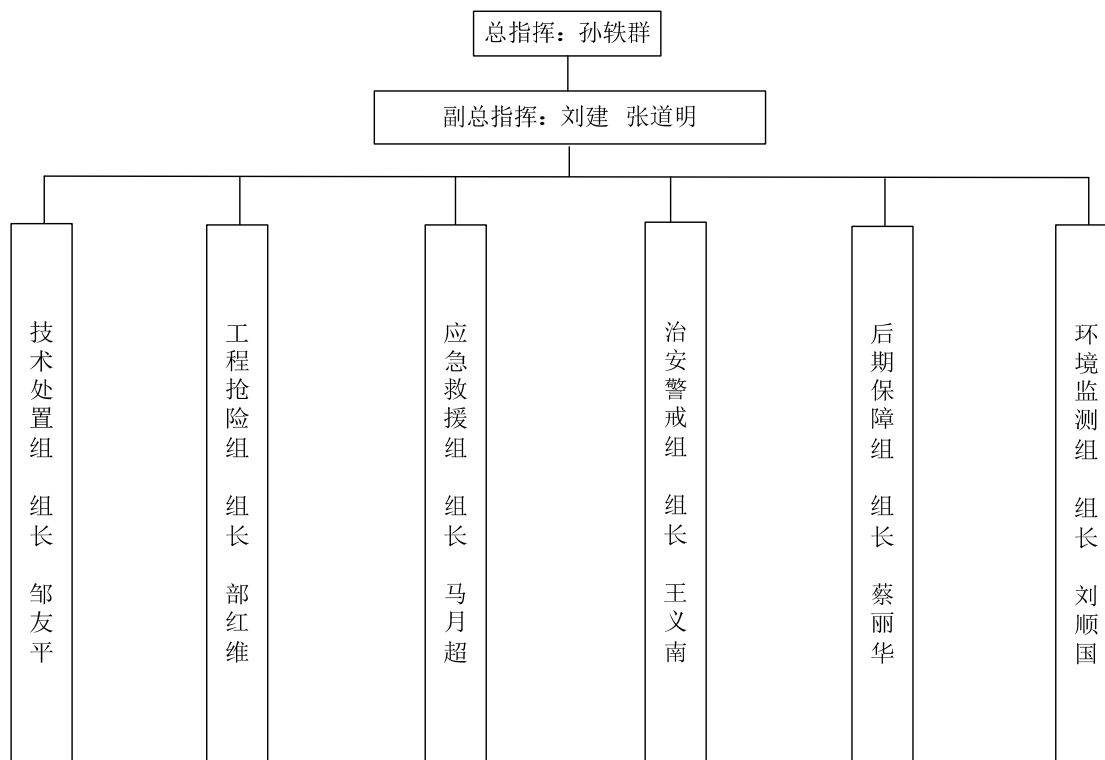 总指挥：孙轶群
副总指挥：刘建 张道明
技术处置组 组长 邹友平
工程抢险组 组长 部红维
应急救援组 组长 马月超
治安警戒组 组长 王义南
后期保障组 组长 蔡丽华
环境监测组 组长 刘顺国